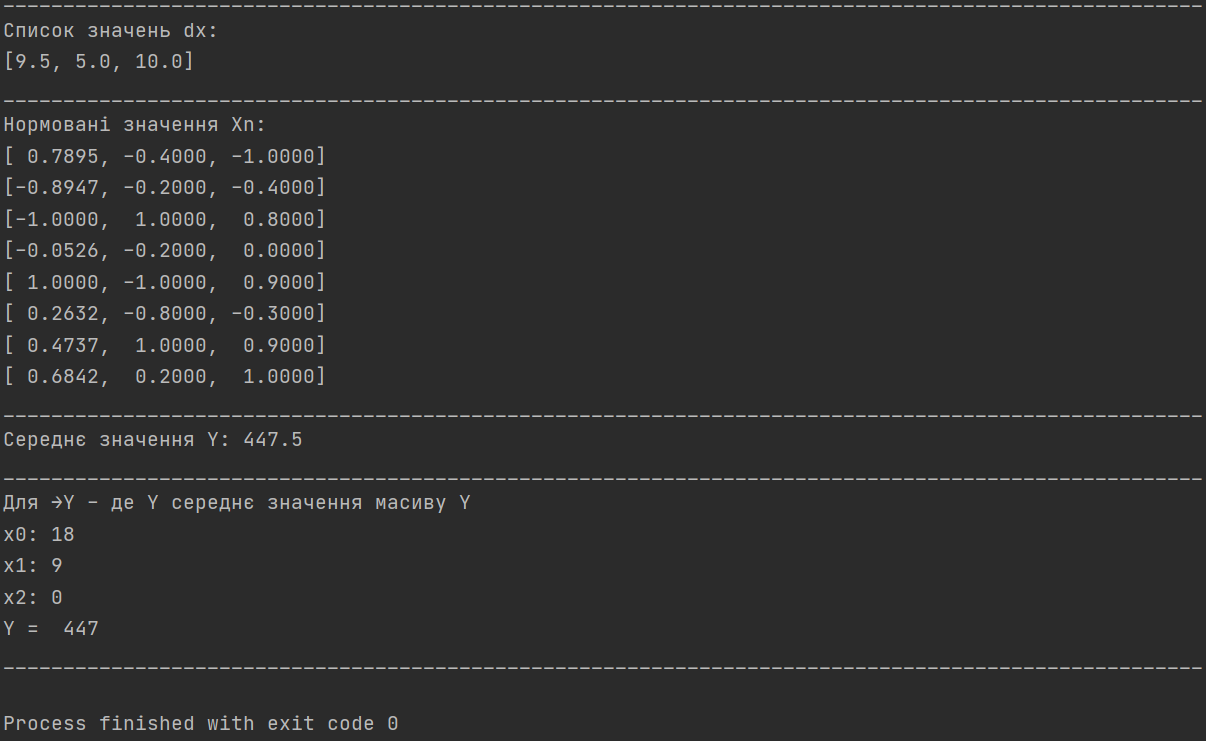 Список значень dx:
[9.5, 5.0, 10.0]
Нормовані значення Xn:
[ 0.7895, -0.4000, -1.0000]
[-0.8947, -0.2000, -0.4000]
[-1.0000,  1.0000,  0.8000]
[-0.0526, -0.2000,  0.0000]
[ 1.0000, -1.0000,  0.9000]
[ 0.2632, -0.8000, -0.3000]
[ 0.4737,  1.0000,  0.9000]
[ 0.6842,  0.2000,  1.0000]
Середнє значення Y: 447.5
Для →Y - де Y середнє значення масиву Y
x0: 18
x1: 9
x2: 0
Y =  447
Process finished with exit code 0